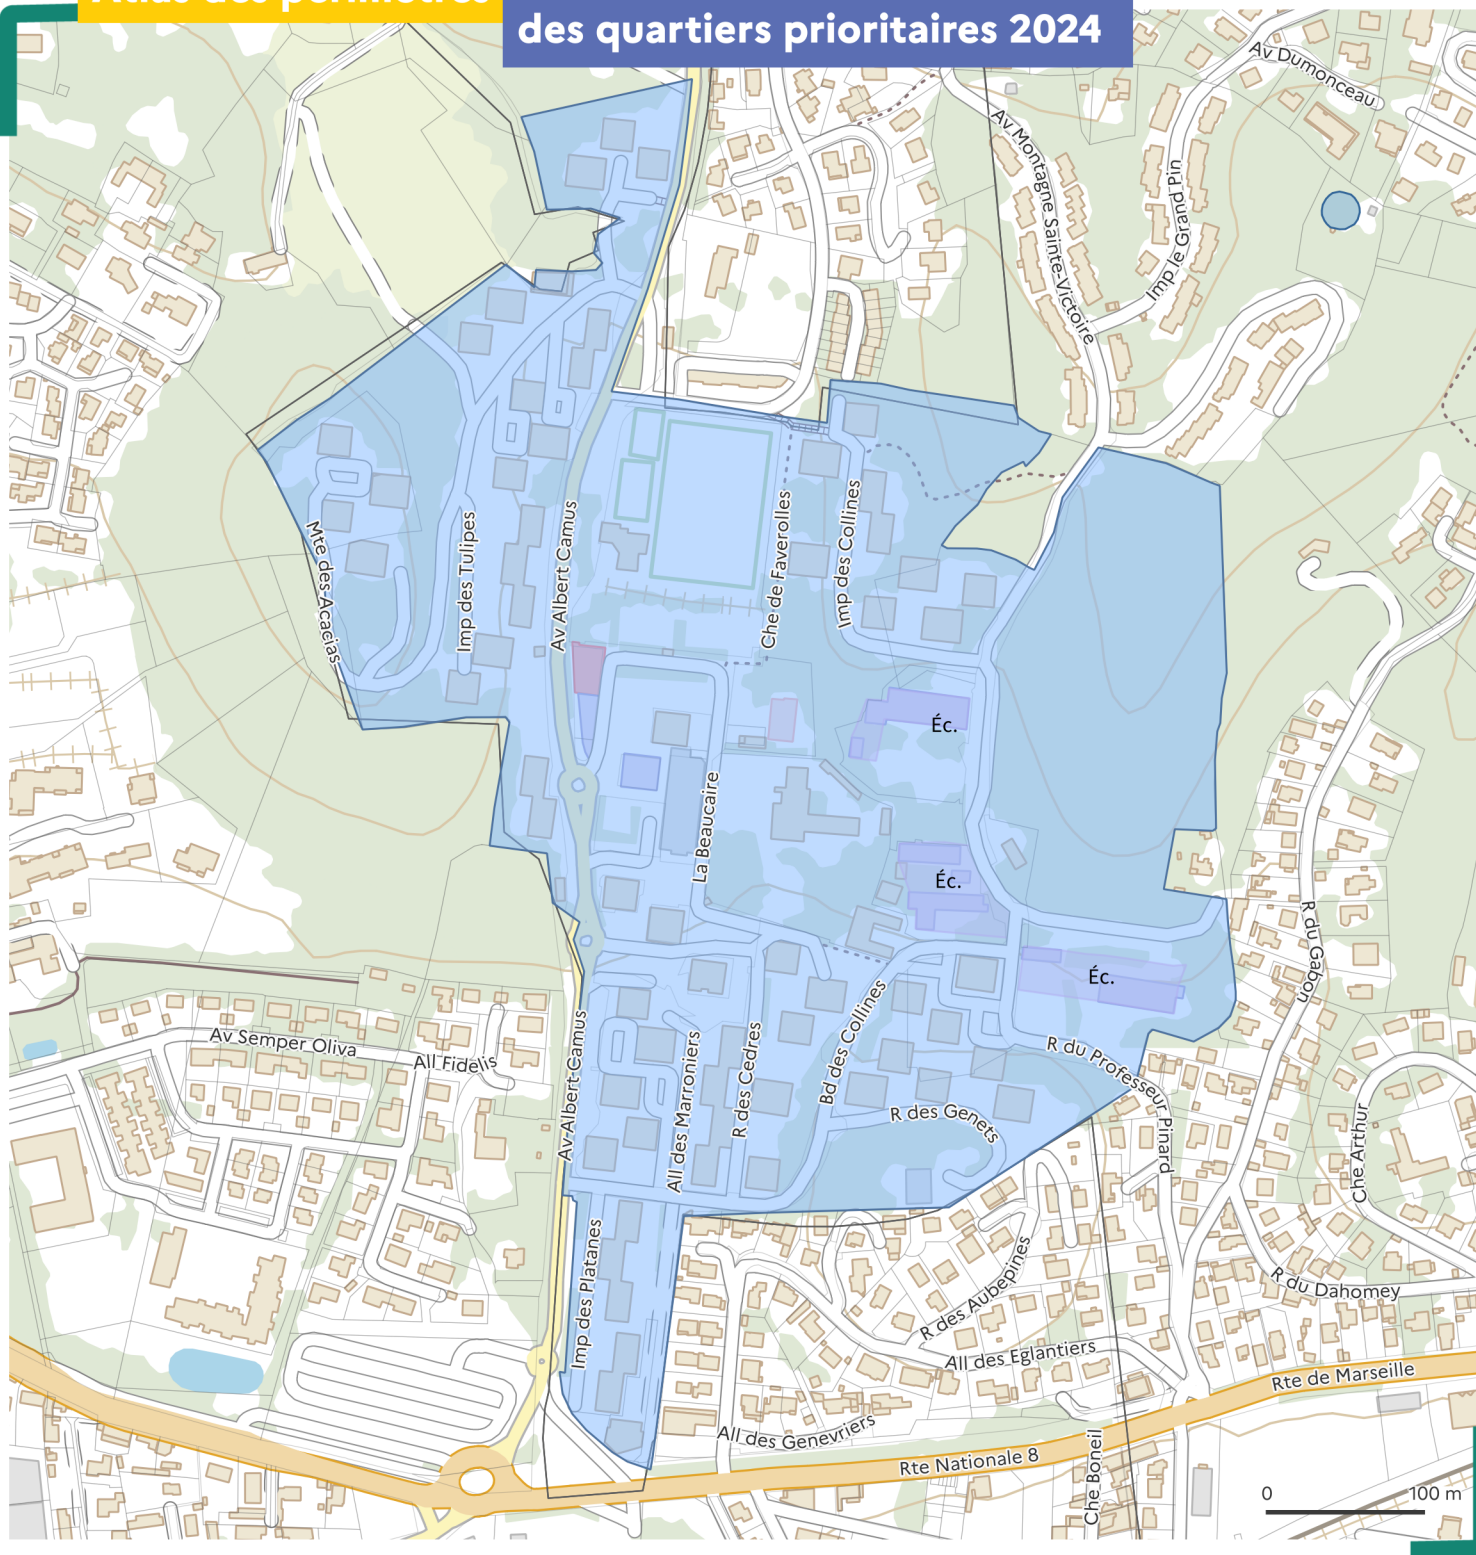 Atlas des périmètres
des quartiers prioritaires 2024
Av Dumonceau
Av Montagne Sainte-Victoire
Imp le Grand Pin
Mte des Acacias
Imp des Tulipes
Av Albert Camus
Che de Faverolles
Imp des Collines
Éc.
La Beaucaire
Éc.
R du Gabon
Éc.
Av Semper Oliva
All Fidelis
Av Albert Camus
All des Marronniers
R des Cedres
Bd des Collines
R du Professeur Pinard
R des Genets
Che Arthur
Imp des Platanes
R des Aubepines
R du Dahomey
All des Eglantiers
Rte de Marseille
All des Genevriers
Rte Nationale 8
Che Boneil
0 100 m